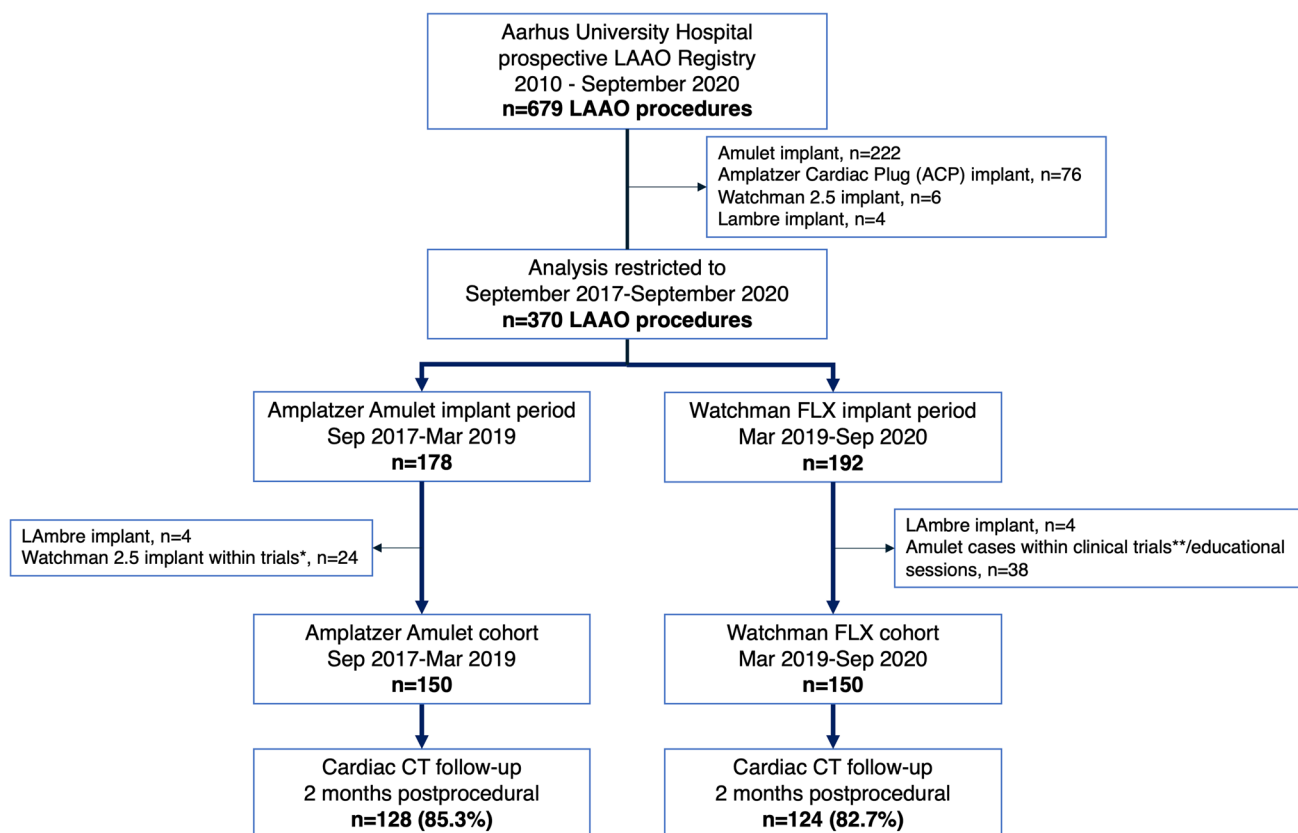 Aarhus University Hospital
prospective LAAO Registry
2010 - September 2020
n=679 LAAO procedures
Amulet implant, n=222
Amplatzer Cardiac Plug (ACP) implant, n=76
Watchman 2.5 implant, n=6
Lambre implant, n=4
Analysis restricted to
September 2017-September 2020
n=370 LAAO procedures
Amplatzer Amulet implant period
Sep 2017-Mar 2019
n=178
Watchman FLX implant period
Mar 2019-Sep 2020
n=192
LAmbre implant, n=4
Watchman 2.5 implant within trials*, n=24
LAmbre implant, n=4
Amulet cases within clinical trials**/educational
sessions, n=38
Amplatzer Amulet cohort
Sep 2017-Mar 2019
n=150
Watchman FLX cohort
Mar 2019-Sep 2020
n=150
Cardiac CT follow-up
2 months postprocedural
n=128 (85.3%)
Cardiac CT follow-up
2 months postprocedural
n=124 (82.7%)